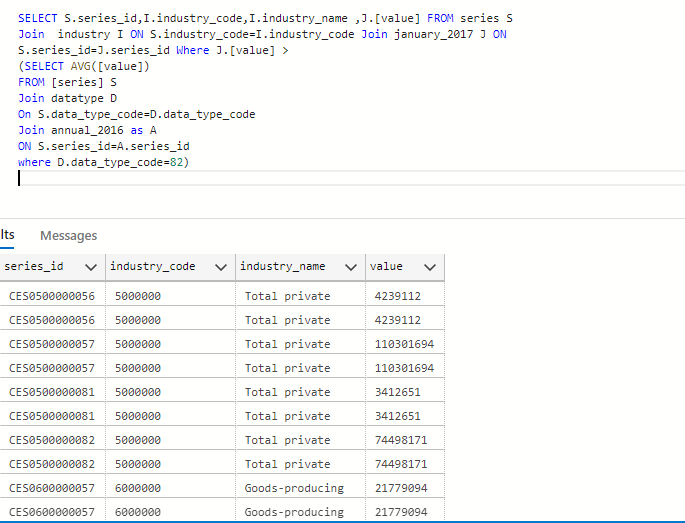 SELECT S.series_id,I.industry_code,I.industry_name ,J.[value] FROM series S
Join  industry I ON S.industry_code=I.industry_code Join january_2017 J ON
S.series_id=J.series_id Where J.[value] >
(SELECT AVG([value])
FROM [series] S
Join datatype D
On S.data_type_code=D.data_type_code
Join annual_2016 as A
ON S.series_id=A.series_id
where D.data_type_code=82)
lts Messages
series_id industry_code industry_name value
CES0500000056 5000000 Total private 4239112
CES0500000056 5000000 Total private 4239112
CES0500000057 5000000 Total private 110301694
CES0500000057 5000000 Total private 110301694
CES0500000081 5000000 Total private 3412651
CES0500000081 5000000 Total private 3412651
CES0500000082 5000000 Total private 74498171
CES0500000082 5000000 Total private 74498171
CES0600000057 6000000 Goods-producing 21779094
CES0600000057 6000000 Goods-producing 21779094